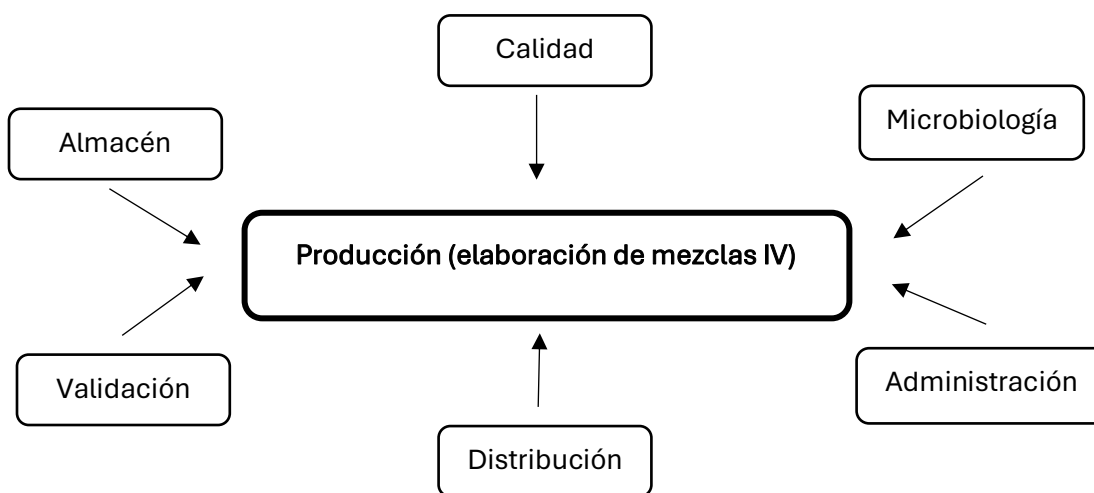 Calidad
Almacén
Microbiología
Producción (elaboración de mezclas IV)
Validación
Administración
Distribución